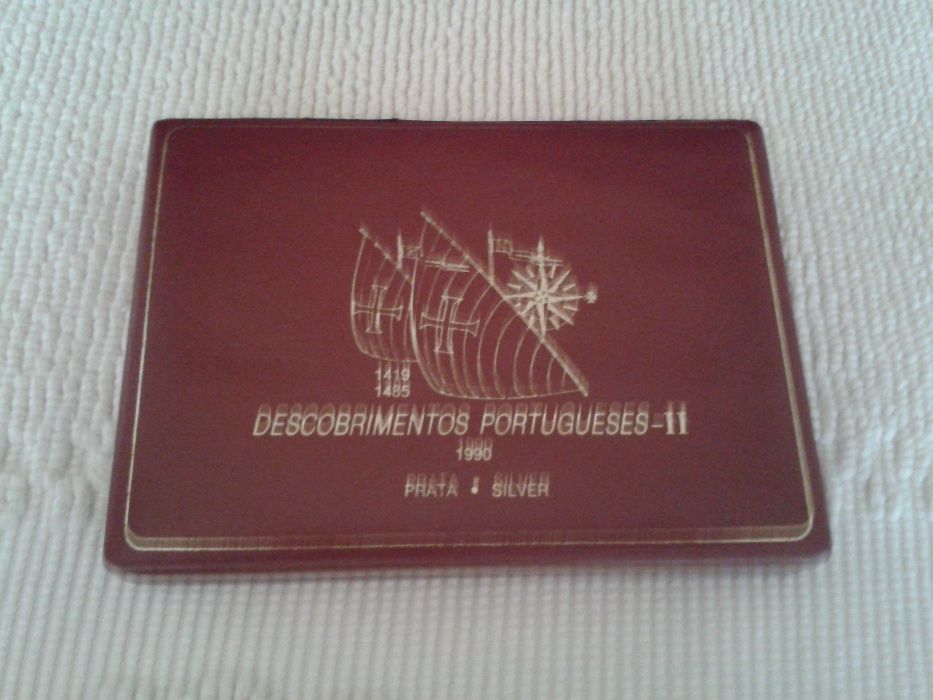 1419
1485
DESCOBRIMENTOS PORTUGUESES-II
1990
PRATA • SILVER